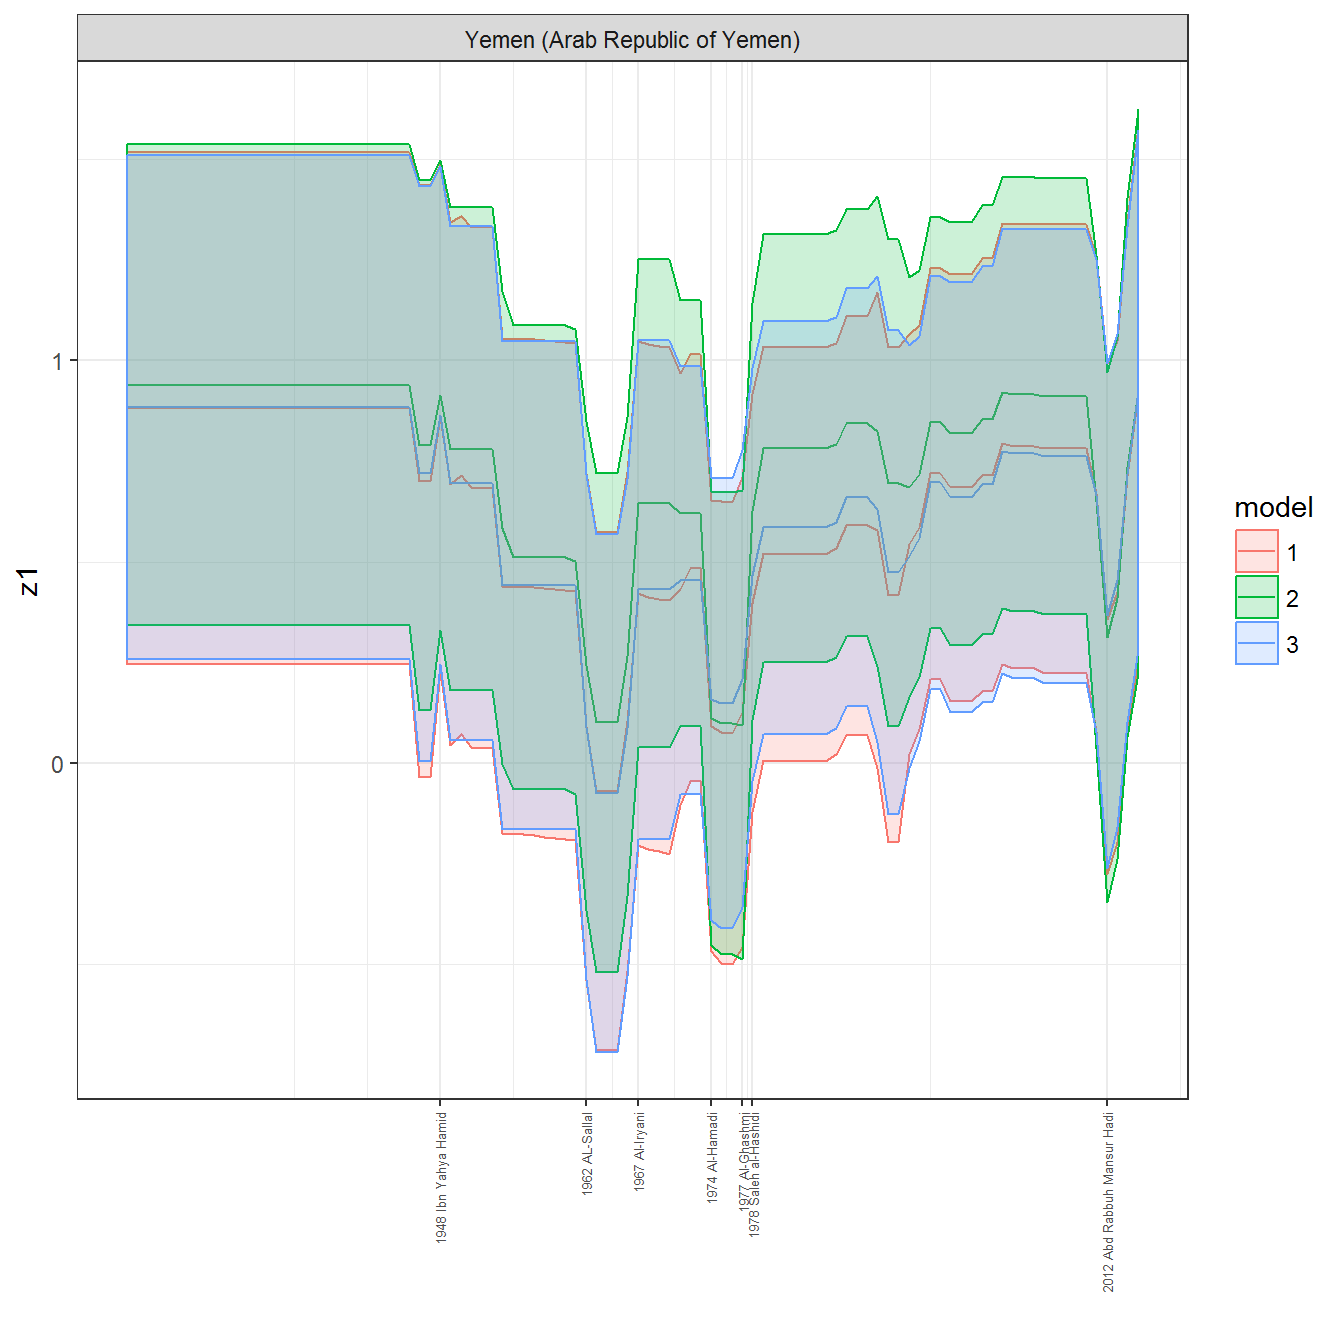 Yemen (Arab Republic of Yemen)
1
0
z1
model
1
2
3
1948 Ibn Yahya Hamid
1962 AL-Sallal
1967 Al-Iryani
1974 Al-Hamadi
1977 Al-Ghashmi
1978 Saleh al-Hashidi
2012 Abd Rabbuh Mansur Hadi